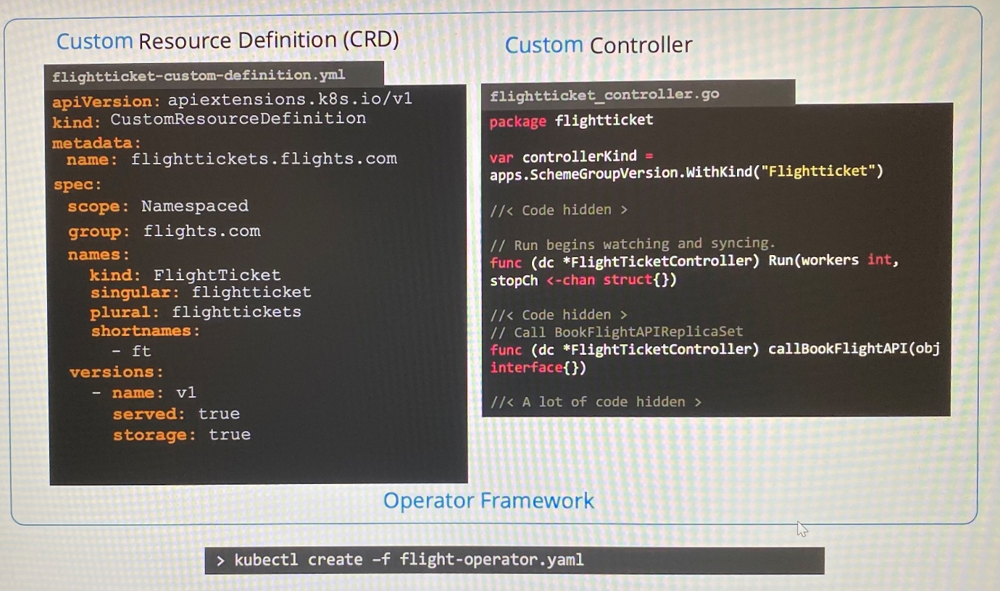 Custom Resource Definition (CRD)
flightticket-custom-definition.yml
apiVersion: apiextensions.k8s.io/v1
kind: CustomResourceDefinition
metadata:
name: flighttickets.flights.com
spec:
scope: Namespaced
group: flights.com
names:
kind: FlightTicket
singular: flightticket
plural: flighttickets
shortnames:
- ft
versions:
- name: v1
served: true
storage: true
Custom Controller
flightticket_controller.go
package flightticket
var controllerKind =
apps.SchemeGroupVersion.WithKind("Flightticket")
//< Code hidden >
// Run begins watching and syncing.
func (dc *FlightTicketController) Run(workers int,
stopCh <-chan struct{})
//< Code hidden >
// Call BookFlightAPIReplicaSet
func (dc *FlightTicketController) callBookFlightAPI(obj
interface{})
//< A lot of code hidden >
Operator Framework
> kubectl create -f flight-operator.yaml